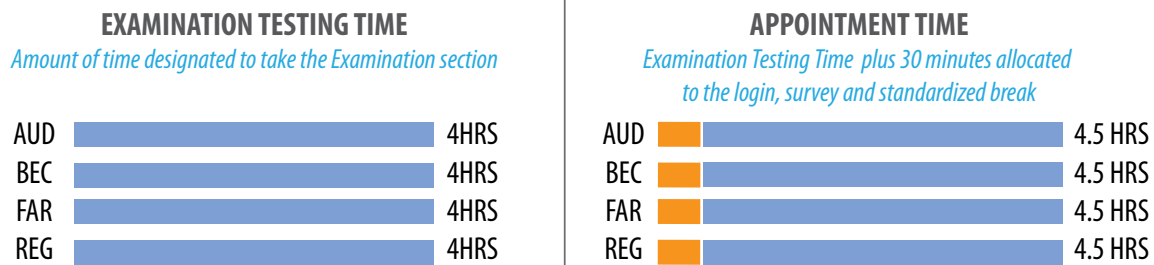 EXAMINATION TESTING TIME
Amount of time designated to take the Examination section
AUD 4HRS
BEC 4HRS
FAR 4HRS
REG 4HRS
APPOINTMENT TIME
Examination Testing Time plus 30 minutes allocated
to the login, survey and standardized break
AUD 4.5 HRS
BEC 4.5 HRS
FAR 4.5 HRS
REG 4.5 HRS